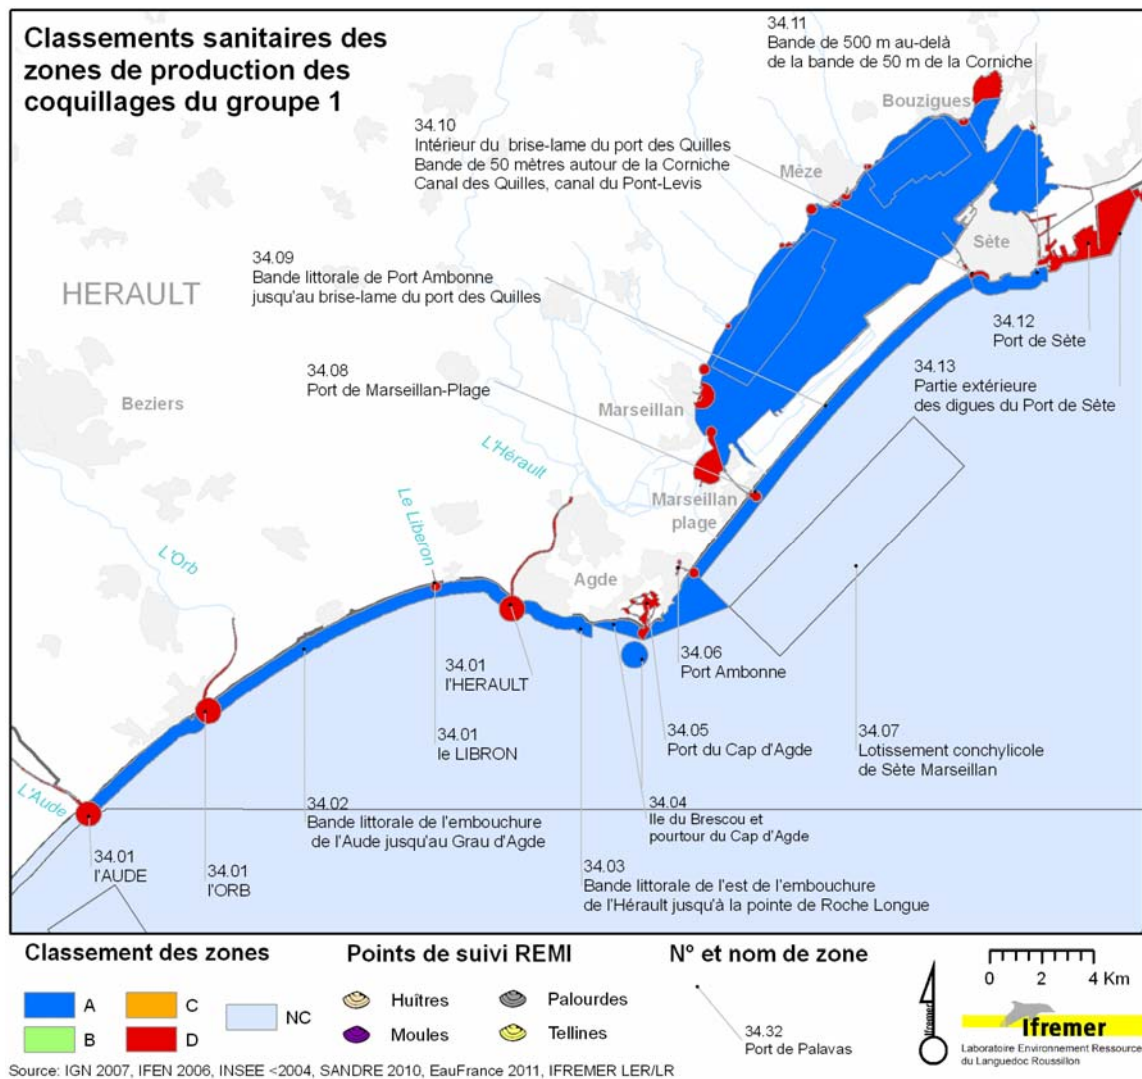 Classements sanitaires des
zones de production des
coquillages du groupe 1
34.11
Bande de 500 m au-delà
de la bande de 50 m de la Corniche
Bouzigues
34.10
Intérieur du brise-lame du port des Quilles
Bande de 50 mètres autour de la Corniche
Canal des Quilles, canal du Pont-Levis
Mèze
Sète
34.09
Bande littorale de Port Ambonne
jusqu'au brise-lame du port des Quilles
HERAULT
34.12
Port de Sète
34.08
Port de Marseillan-Plage
34.13
Partie extérieure
des digues du Port de Sète
Beziers
Marseillan
L'Hérault
Marseillan
plage
Le Liberon
L'Orb
Agde
34.06
Port Ambonne
34.01
l'HERAULT
34.01
le LIBRON
34.05
Port du Cap d'Agde
34.07
Lotissement conchylicole
de Sète Marseillan
L'Aude
34.02
Bande littorale de l'embouchure
de l'Aude jusqu'au Grau d'Agde
34.04
Ile du Brescou et
pourtour du Cap d'Agde
34.01
l'AUDE
34.01
l'ORB
34.03
Bande littorale de l'est de l'embouchure
de l'Hérault jusqu'à la pointe de Roche Longue
Classement des zones
A
C
NC
B
D
Points de suivi REMI
Huîtres
Palourdes
Moules
Tellines
N° et nom de zone
34.32
Port de Palavas
Ifremer
0 2 4 Km
Ifremer
Laboratoire Environnement Ressource
du Languedoc Roussillon
Source: IGN 2007, IFEN 2006, INSEE <2004, SANDRE 2010, EauFrance 2011, IFREMER LER/LR